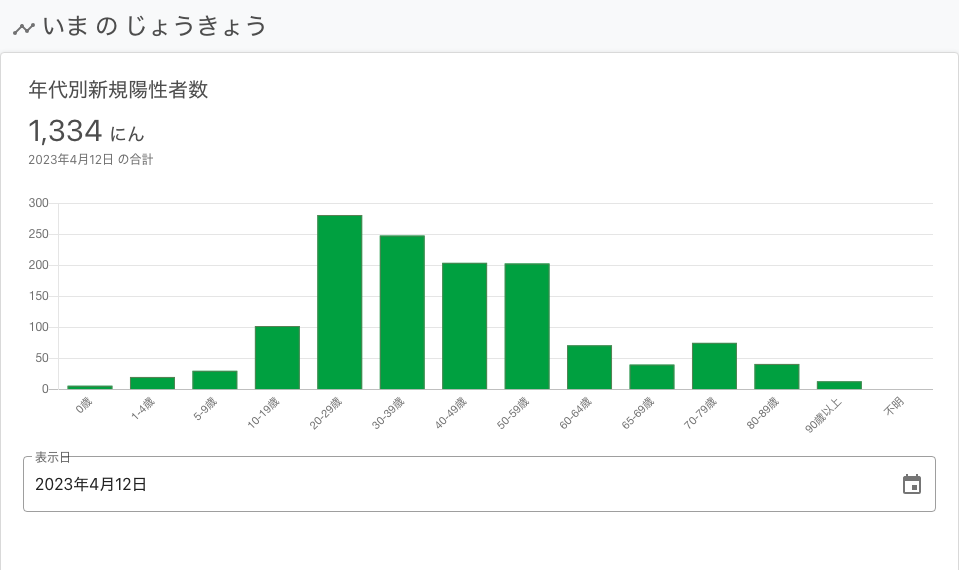 いま の じょうきょう
年代別新規陽性者数
1,334 にん
2023年4月12日 の合計
300
250
200
150
100
50
0
0歳
1-4歳
5-9歳
10-19歳
20-29歳
30-39歳
40-49歳
50-59歳
60-64歳
65-69歳
70-79歳
80-89歳
90歳以上
不明
表示日
2023年4月12日